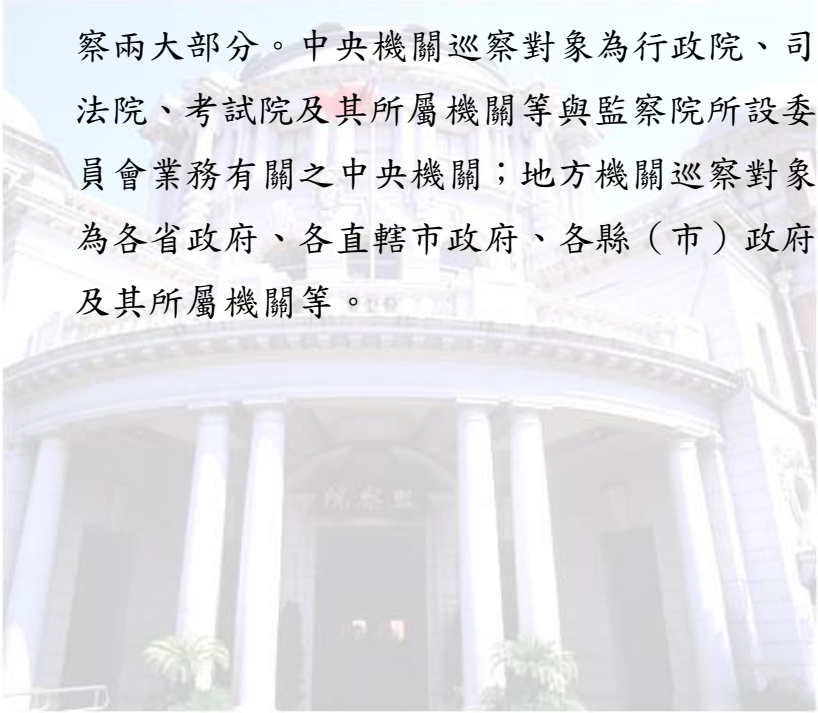 察兩大部分。中央機關巡察對象為行政院、司
法院、考試院及其所屬機關等與監察院所設委
員會業務有關之中央機關；地方機關巡察對象
為各省政府、各直轄市政府、各縣（市）政府
及其所屬機關等。
院察監